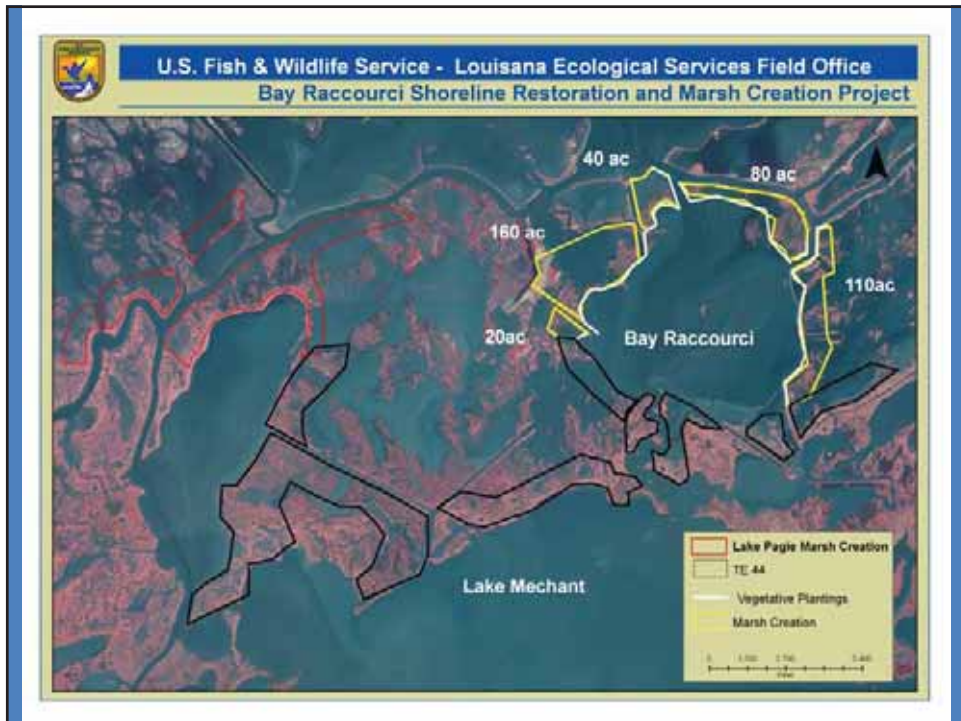 U.S. Fish & Wildlife Service - Louisana Ecological Services Field Office
Bay Raccourci Shoreline Restoration and Marsh Creation Project
40 ac
80 ac
160 ac
110ac
20ac
Bay Raccourci
Lake Mechant
Lake Pagie Marsh Creation
TE 44
Vegetative Plantings
Marsh Creation
0